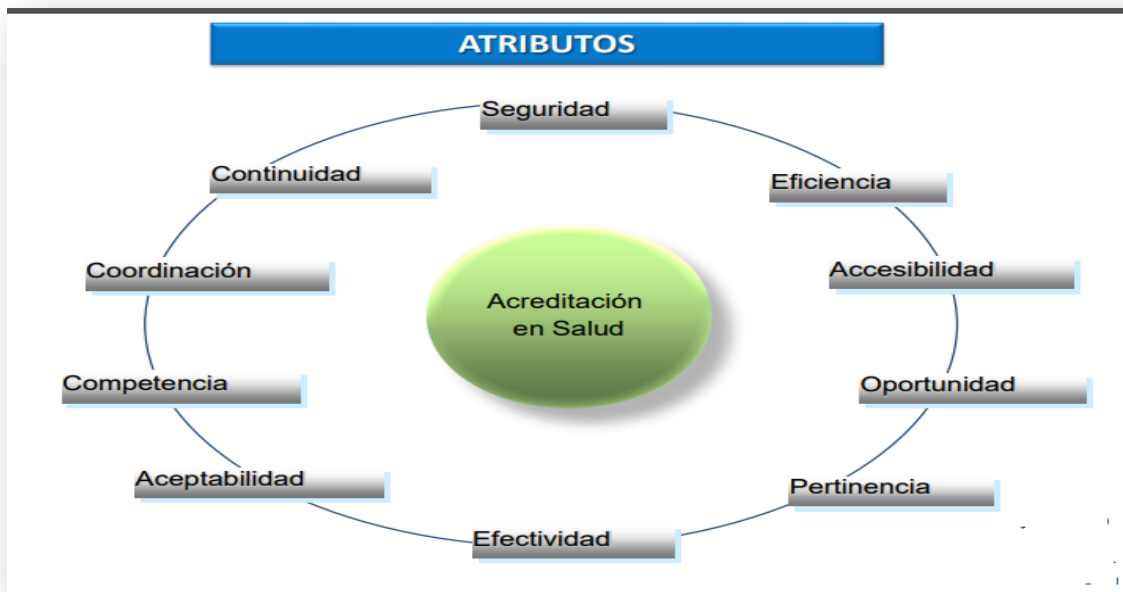 ATRIBUTOS
Seguridad
Continuidad
Eficiencia
Coordinación
Accesibilidad
Acreditación
en Salud
Competencia
Oportunidad
Aceptabilidad
Pertinencia
Efectividad